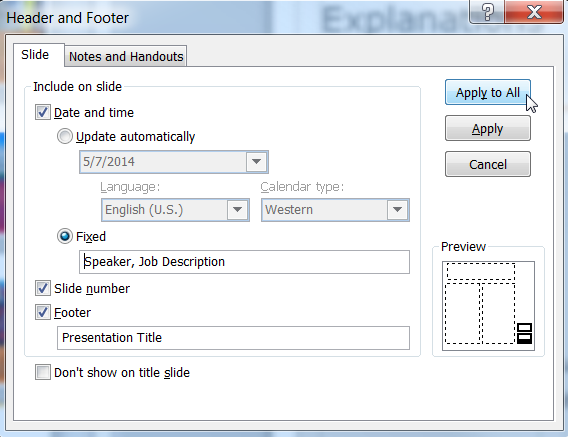 Explanations
Header and Footer
Slide
Notes and Handouts
Include on slide
Date and time
Update automatically
5/7/2014
Language:
Calendar type:
English (U.S.)
Western
Fixed
Speaker, Job Description
Slide number
Footer
Presentation Title
Don't show on title slide
Apply to All
Apply
Cancel
Preview